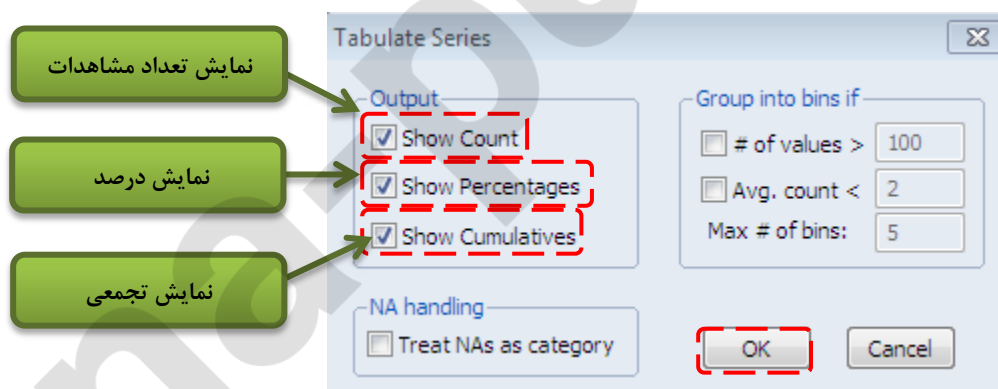 Tabulate Series
نمایش تعداد مشاهدات
نمایش درصد
نمایش تجمعی
Output
Show Count
Show Percentages
Show Cumulatives
NA handling
Treat NAs as category
Group into bins if
# of values > 100
Avg. count < 2
Max # of bins: 5
OK
Cancel